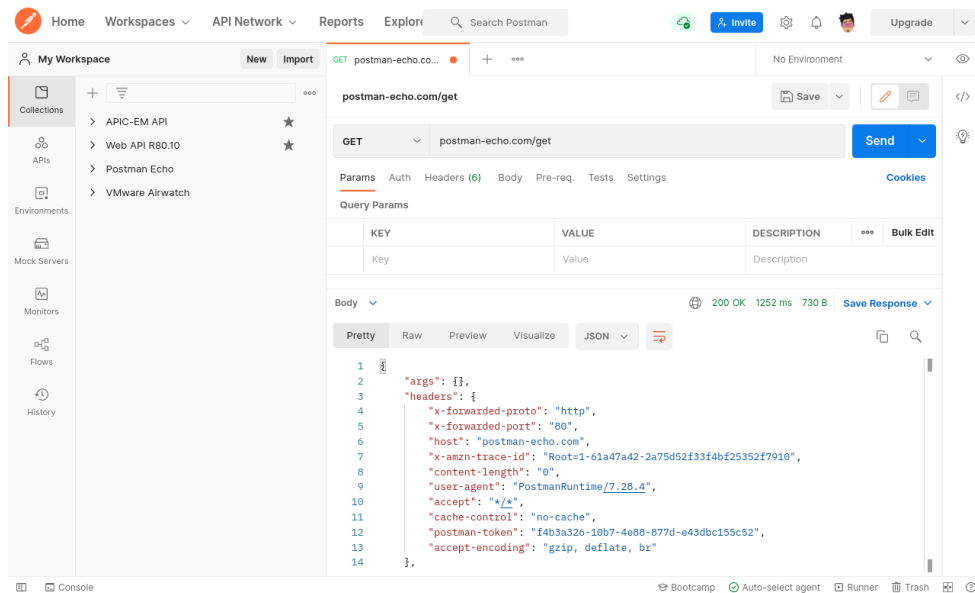 Home Workspaces API Network Reports Explore Search Postman Invite Upgrade
My Workspace New Import GET postman-echo.co... No Environment
Collections
APIs
Environments
Mock Servers
Monitors
Flows
History
APIC-EM API
Web API R80.10
Postman Echo
VMware Airwatch
postman-echo.com/get Save
GET postman-echo.com/get Send
Params Auth Headers (6) Body Pre-req. Tests Settings Cookies
Query Params
KEY VALUE DESCRIPTION Bulk Edit
Key Value Description
Body 200 OK 1252 ms 730 B Save Response
Pretty Raw Preview Visualize JSON
1 {
2 "args": {},
3 "headers": {
4 "x-forwarded-proto": "http",
5 "x-forwarded-port": "80",
6 "host": "postman-echo.com",
7 "x-amzn-trace-id": "Root=1-61a47a42-2a75d52f33f4bf25352f7910",
8 "content-length": "0",
9 "user-agent": "PostmanRuntime/7.28.4",
10 "accept": "*/*",
11 "cache-control": "no-cache",
12 "postman-token": "f4b3a326-10b7-4e88-877d-e43dbc155c52",
13 "accept-encoding": "gzip, deflate, br"
14 },
Console Bootcamp Auto-select agent Runner Trash